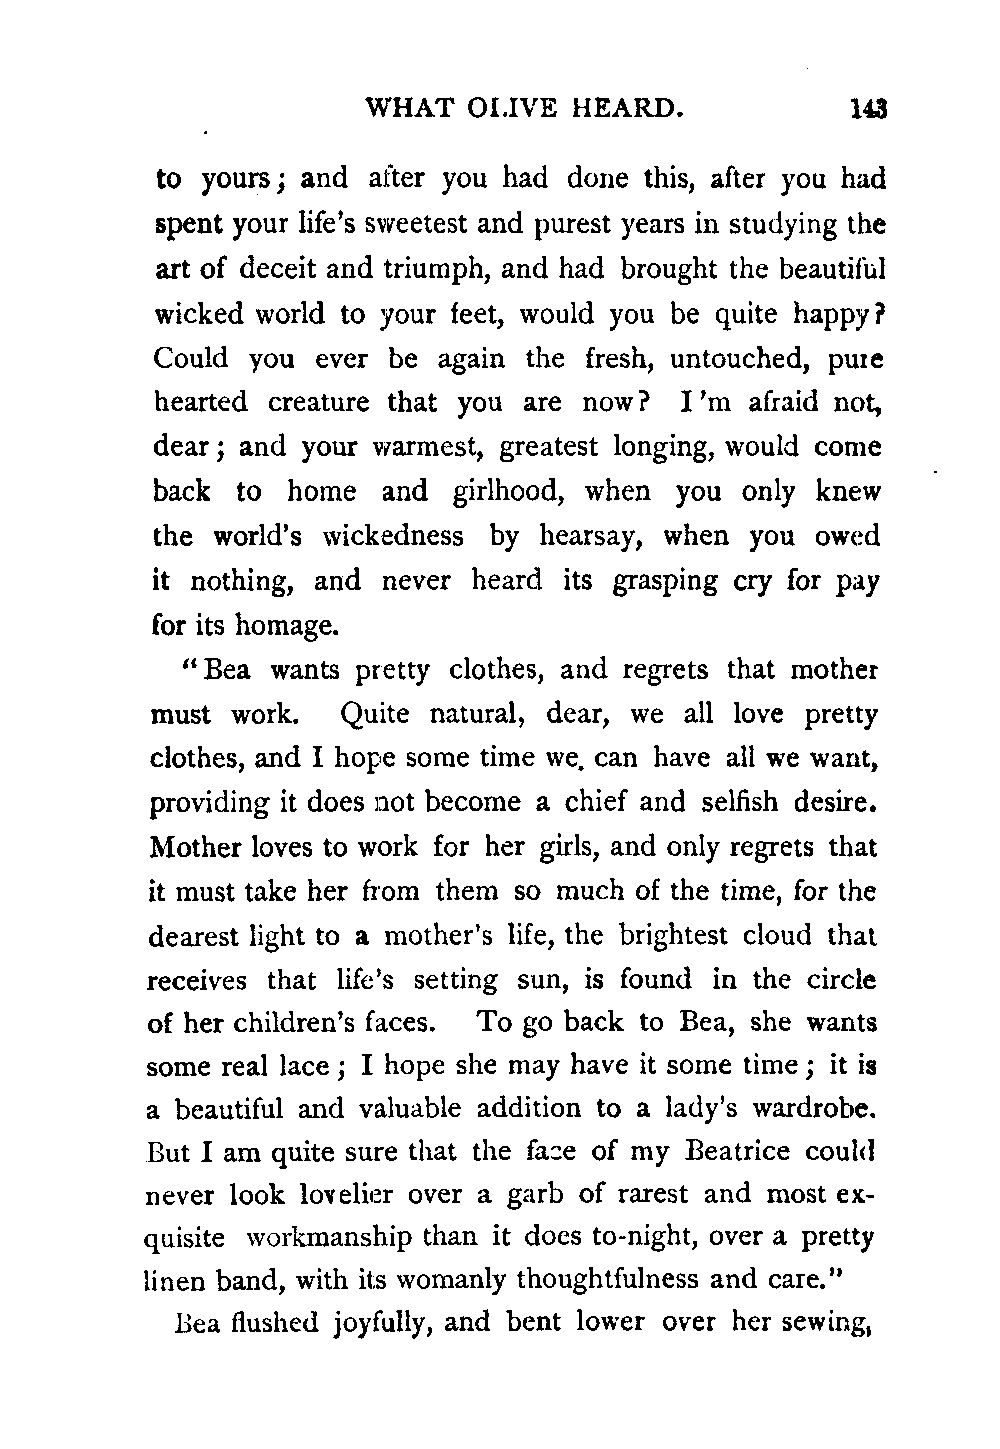 WHAT OLIVE HEARD. 143
to yours; and after you had done this, after you had
spent your life's sweetest and purest years in studying the
art of deceit and triumph, and had brought the beautiful
wicked world to your feet, would you be quite happy?
Could you ever be again the fresh, untouched, pure
hearted creature that you are now? I'm afraid not,
dear; and your warmest, greatest longing, would come
back to home and girlhood, when you only knew
the world's wickedness by hearsay, when you owed
it nothing, and never heard its grasping cry for pay
for its homage.
"Bea wants pretty clothes, and regrets that mother
must work. Quite natural, dear, we all love pretty
clothes, and I hope some time we can have all we want,
providing it does not become a chief and selfish desire.
Mother loves to work for her girls, and only regrets that
it must take her from them so much of the time, for the
dearest light to a mother's life, the brightest cloud that
receives that life's setting sun, is found in the circle
of her children's faces. To go back to Bea, she wants
some real lace; I hope she may have it some time; it is
a beautiful and valuable addition to a lady's wardrobe.
But I am quite sure that the face of my Beatrice could
never look lovelier over a garb of rarest and most ex-
quisite workmanship than it does to-night, over a pretty
linen band, with its womanly thoughtfulness and care."
Bea flushed joyfully, and bent lower over her sewing,